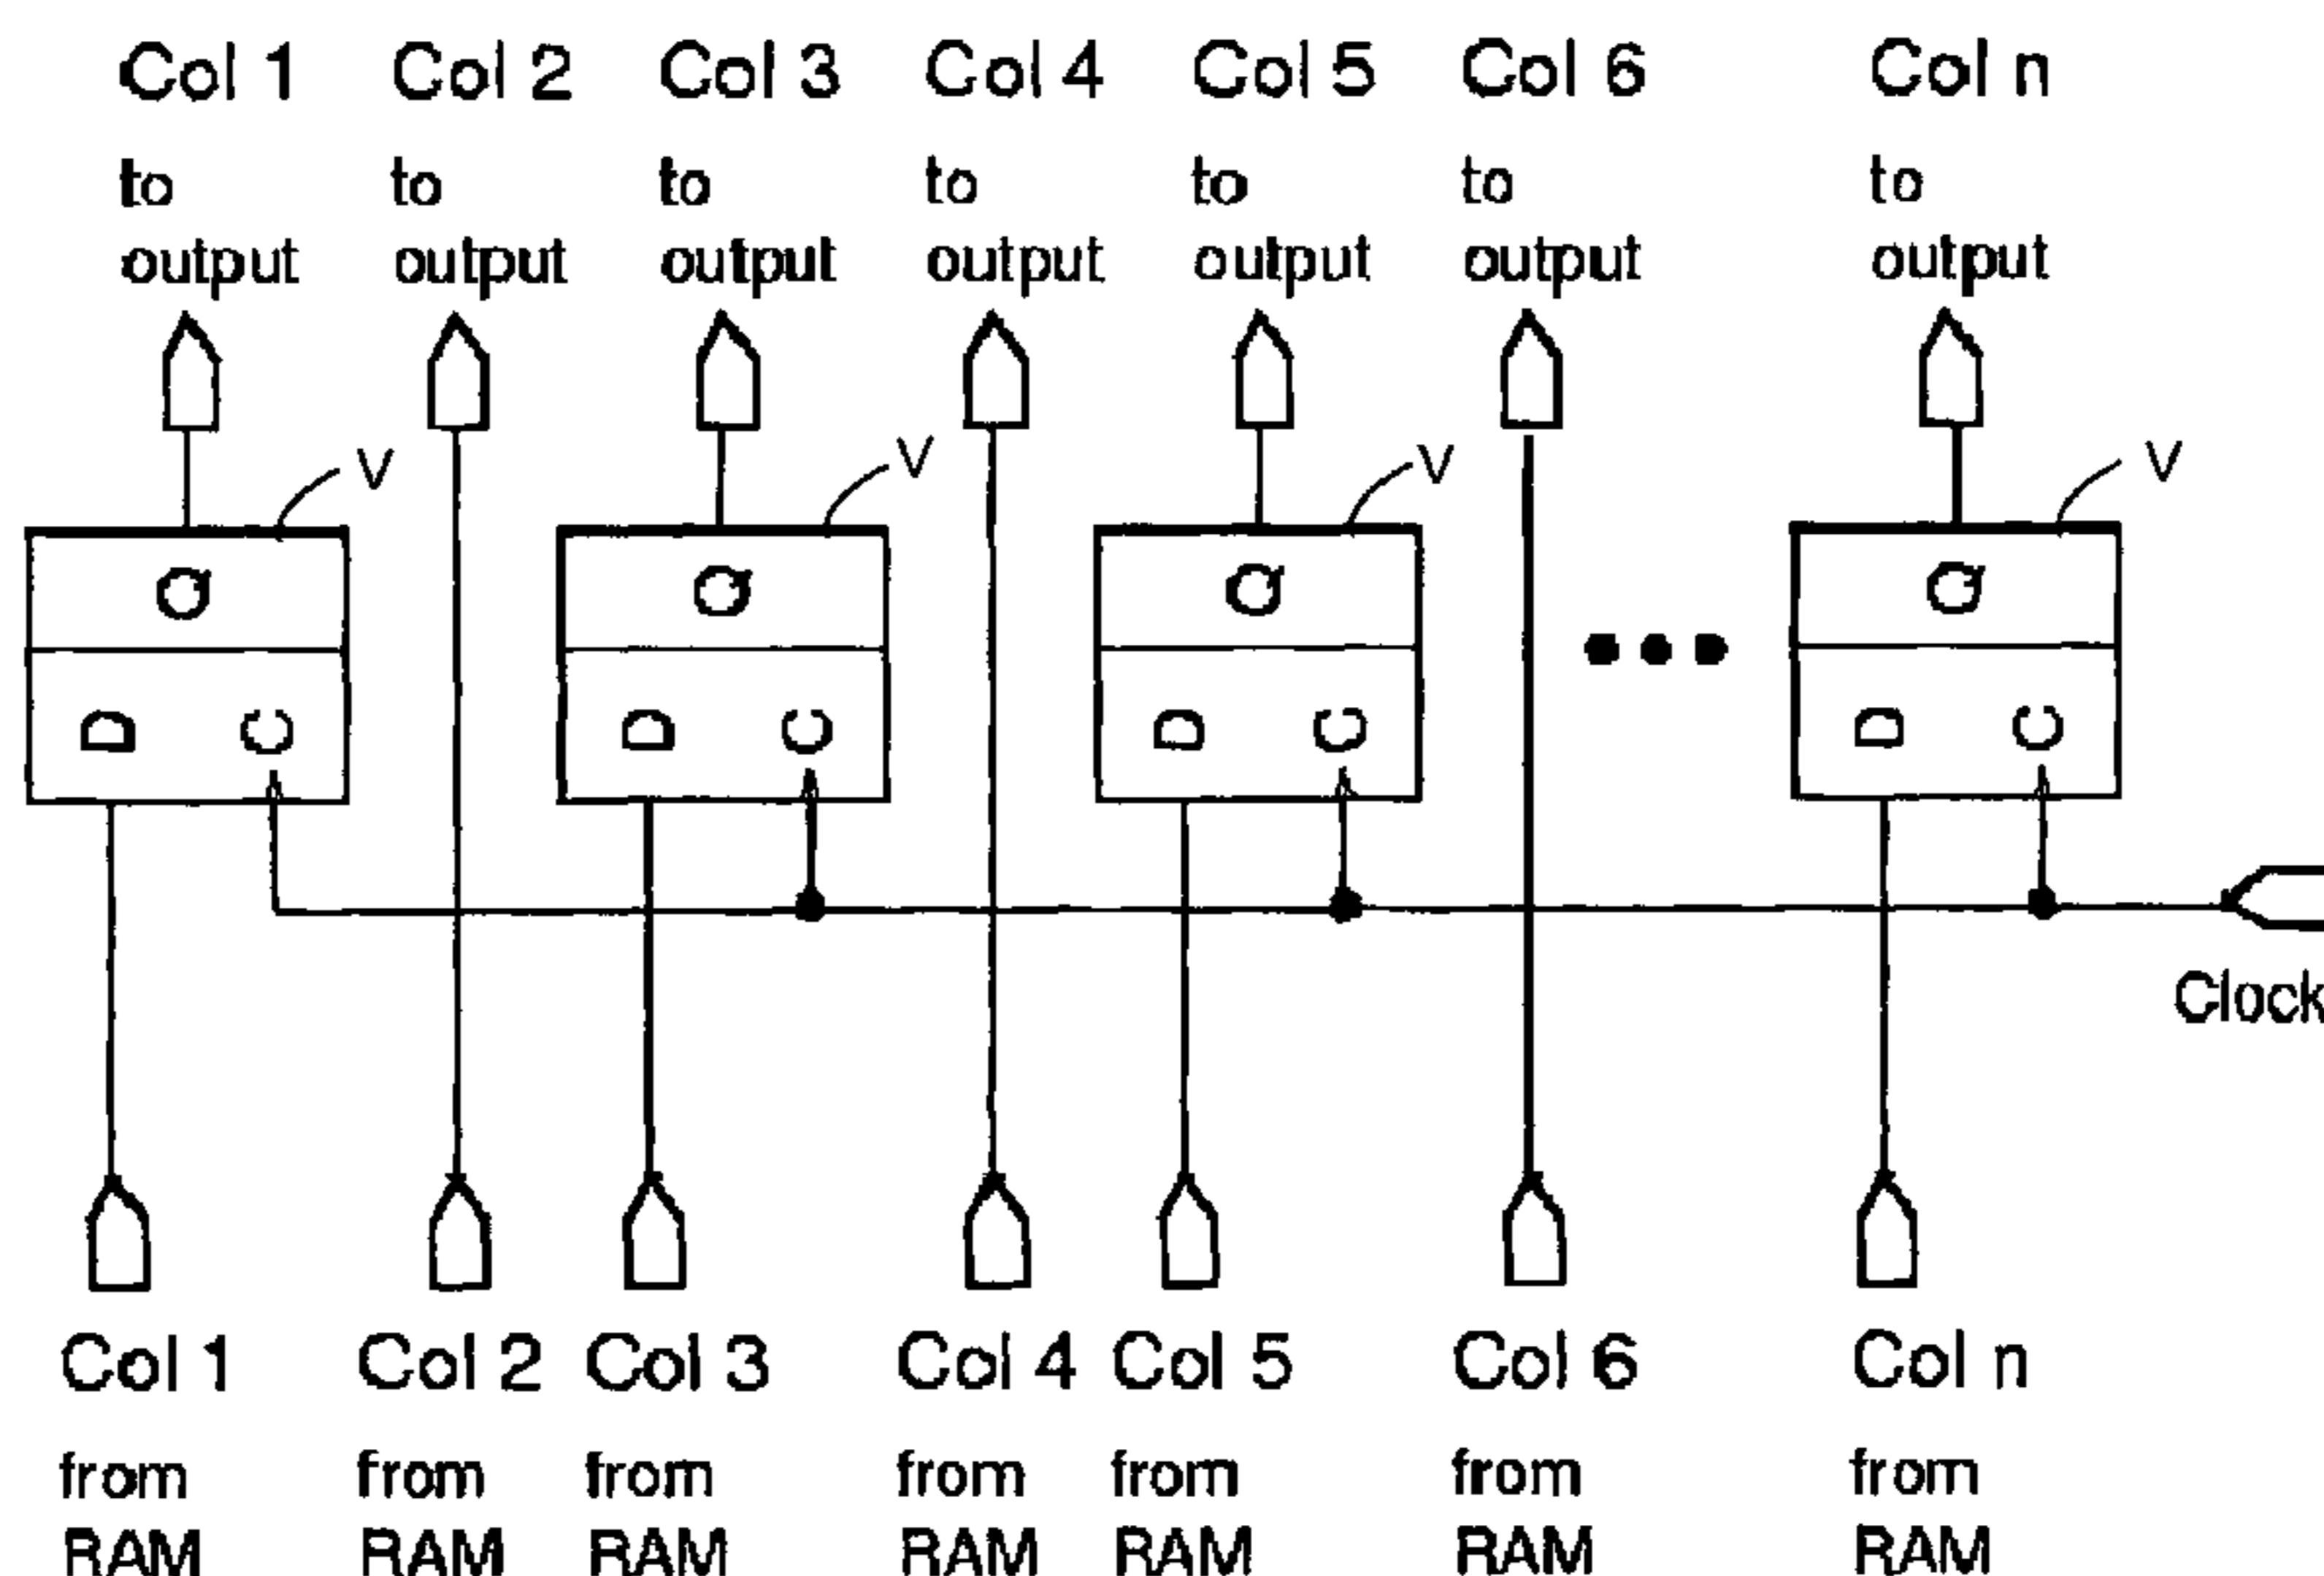 Col 1 Col 2 Col 3 Col 4 Col 5 Col 6 Col n
to to to to to to to
output output output output output output output
V V V V
Q Q Q Q
D C D C D C D C
Clock
Col 1 Col 2 Col 3 Col 4 Col 5 Col 6 Col n
from from from from from from from
RAM RAM RAM RAM RAM RAM RAM